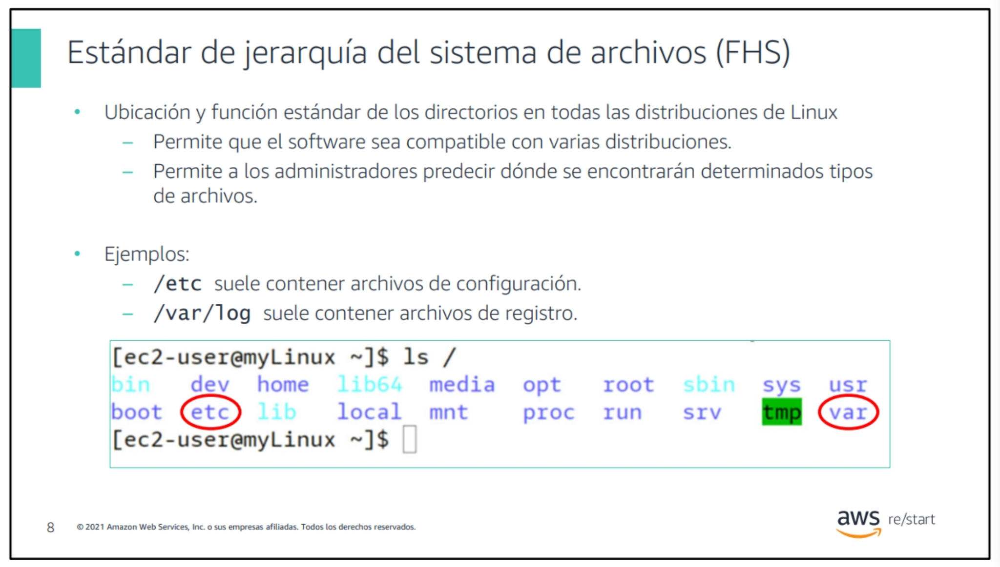 Estándar de jerarquía del sistema de archivos (FHS)
• Ubicación y función estándar de los directorios en todas las distribuciones de Linux
– Permite que el software sea compatible con varias distribuciones.
– Permite a los administradores predecir dónde se encontrarán determinados tipos
de archivos.
• Ejemplos:
– /etc suele contener archivos de configuración.
– /var/log suele contener archivos de registro.
[ec2-user@myLinux ~]$ ls /
bin dev home lib64 media opt root sbin sys usr
boot etc lib local mnt proc run srv tmp var
[ec2-user@myLinux ~]$
8 © 2021 Amazon Web Services, Inc. o sus empresas afiliadas. Todos los derechos reservados.
aws re/start